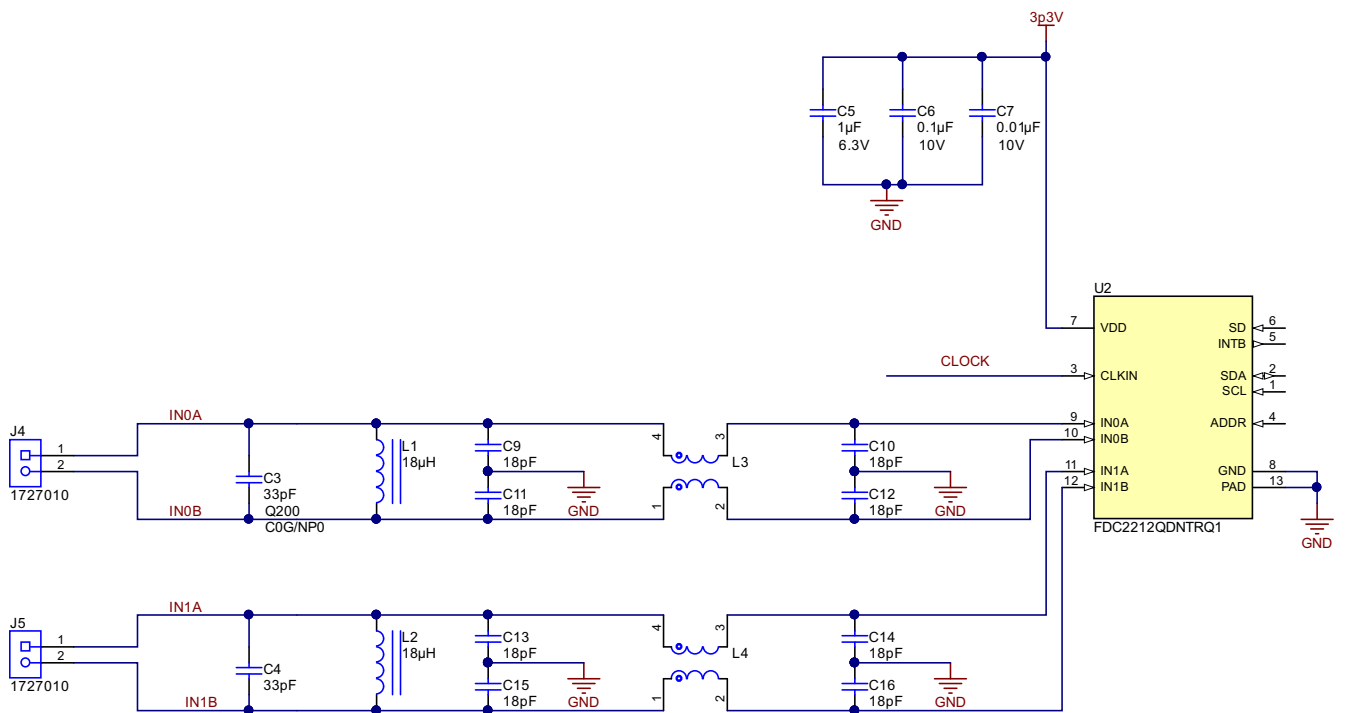 3p3V
C5
1µF
6.3V
C6
0.1µF
10V
C7
0.01µF
10V
GND
U2
7 VDD SD 6
INTB 5
CLOCK
3 CLKIN SDA 2
SCL 1
9 IN0A ADDR 4
10 IN0B
11 IN1A GND 8
12 IN1B PAD 13
FDC2212QDNTRQ1
GND
J4
1
2
1727010
IN0A
IN0B
C3
33pF
Q200
C0G/NP0
L1
18µH
C9
18pF
C11
18pF
GND
4 3
L3
1 2
C10
18pF
C12
18pF
GND
J5
1
2
1727010
IN1A
IN1B
C4
33pF
L2
18µH
C13
18pF
C15
18pF
GND
4 3
L4
1 2
C14
18pF
C16
18pF
GND